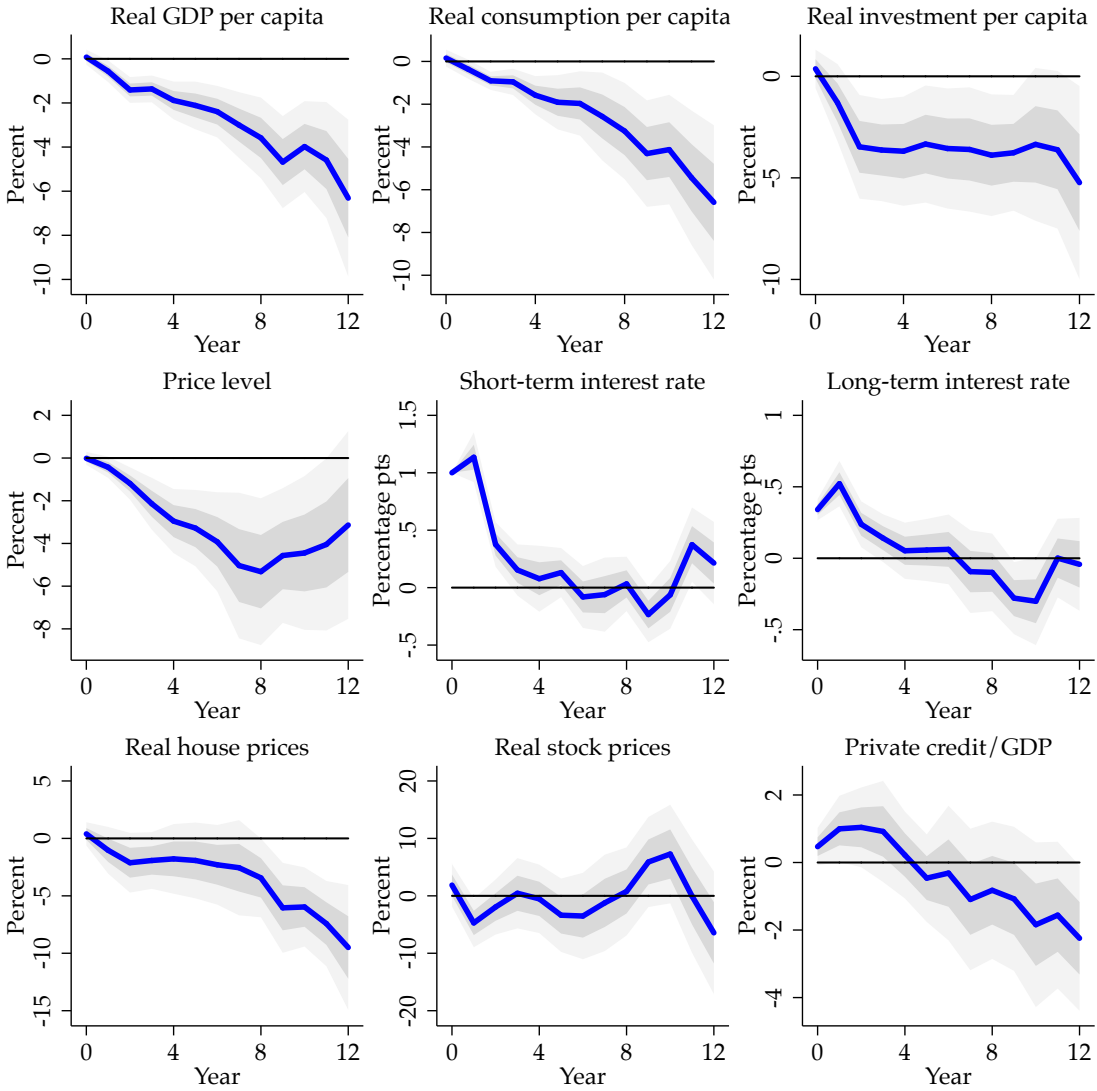 Real GDP per capita
Percent
0
-2
-4
-6
-8
-10
0 4 8 12
Year
Real consumption per capita
Percent
0
-2
-4
-6
-8
-10
0 4 8 12
Year
Real investment per capita
Percent
0
-5
-10
0 4 8 12
Year
Price level
Percent
2
0
-2
-4
-6
-8
0 4 8 12
Year
Short-term interest rate
Percentage pts
1.5
1
.5
0
-.5
0 4 8 12
Year
Long-term interest rate
Percentage pts
1
.5
0
-.5
0 4 8 12
Year
Real house prices
Percent
5
0
-5
-10
-15
0 4 8 12
Year
Real stock prices
Percent
20
10
0
-10
-20
0 4 8 12
Year
Private credit/GDP
Percent
2
0
-2
-4
0 4 8 12
Year